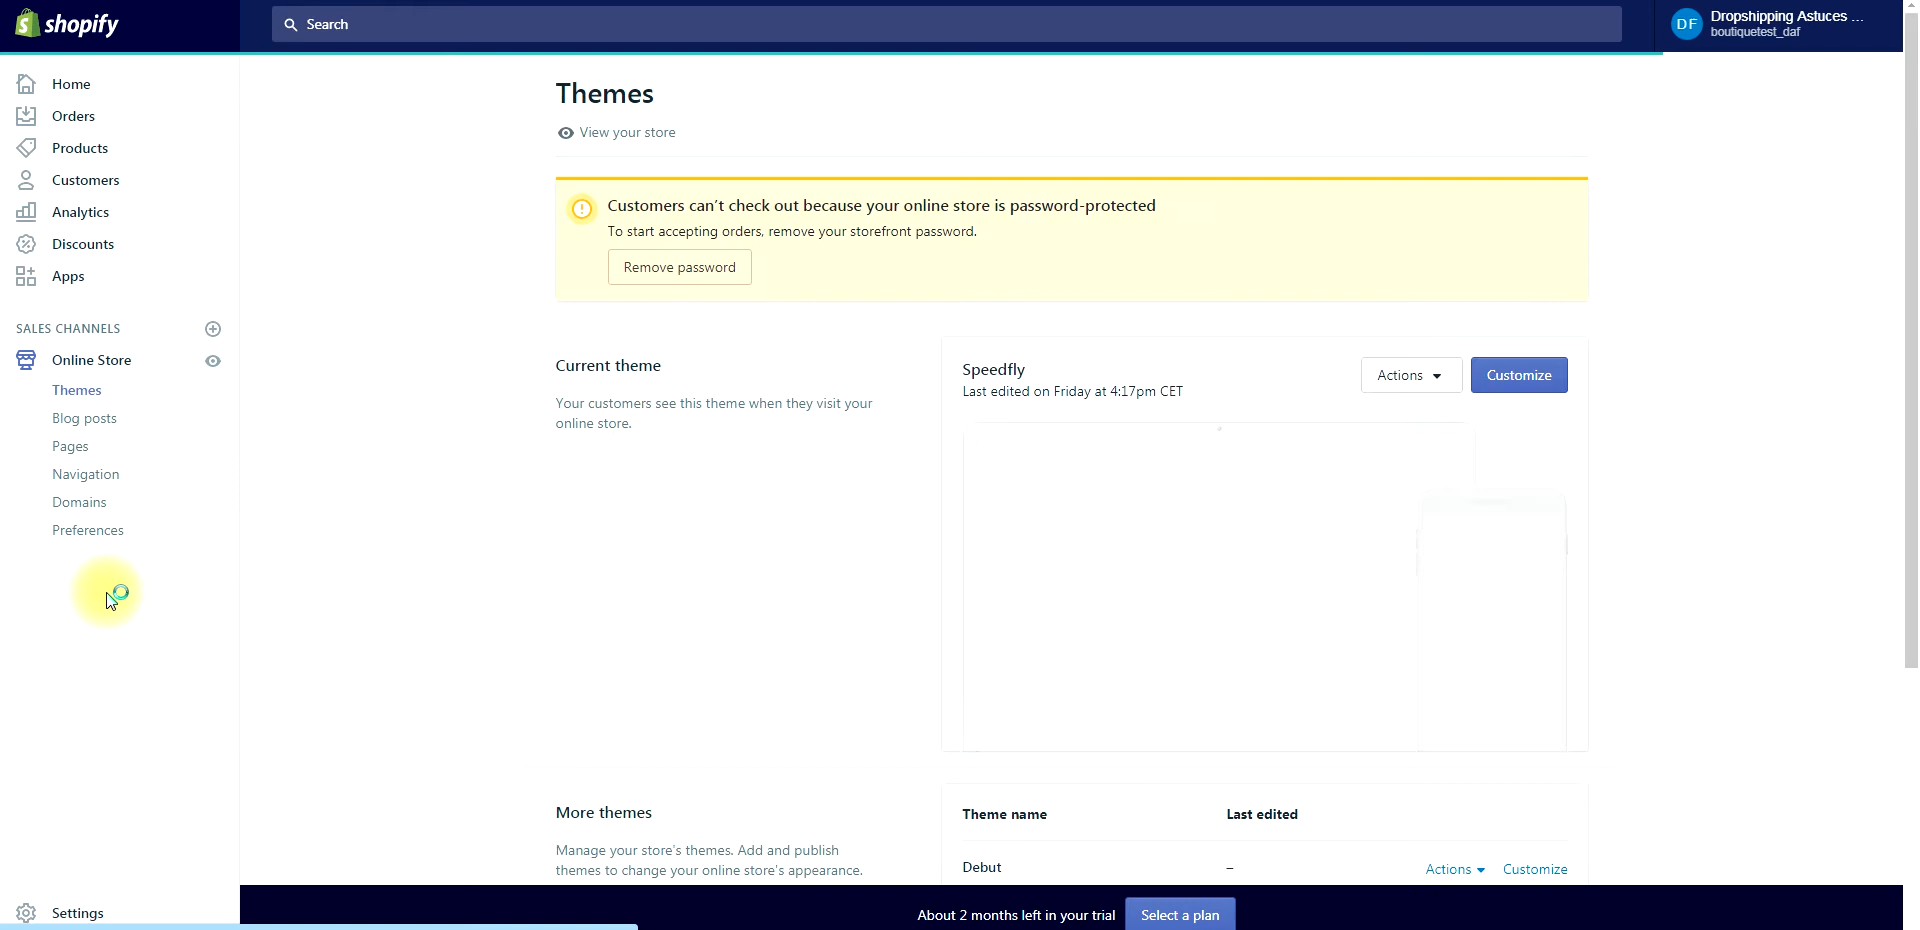 shopify
Search
DF
Dropshipping Astuces ...
boutiquetest_daf
Home
Orders
Products
Customers
Analytics
Discounts
Apps
SALES CHANNELS
Online Store
Themes
Blog posts
Pages
Navigation
Domains
Preferences
Settings
Themes
View your store
Customers can't check out because your online store is password-protected
To start accepting orders, remove your storefront password.
Remove password
Current theme
Your customers see this theme when they visit your
online store.
Speedfly
Last edited on Friday at 4:17pm CET
Actions
Customize
More themes
Manage your store's themes. Add and publish
themes to change your online store's appearance.
Theme name Last edited
Debut – Actions Customize
About 2 months left in your trial Select a plan